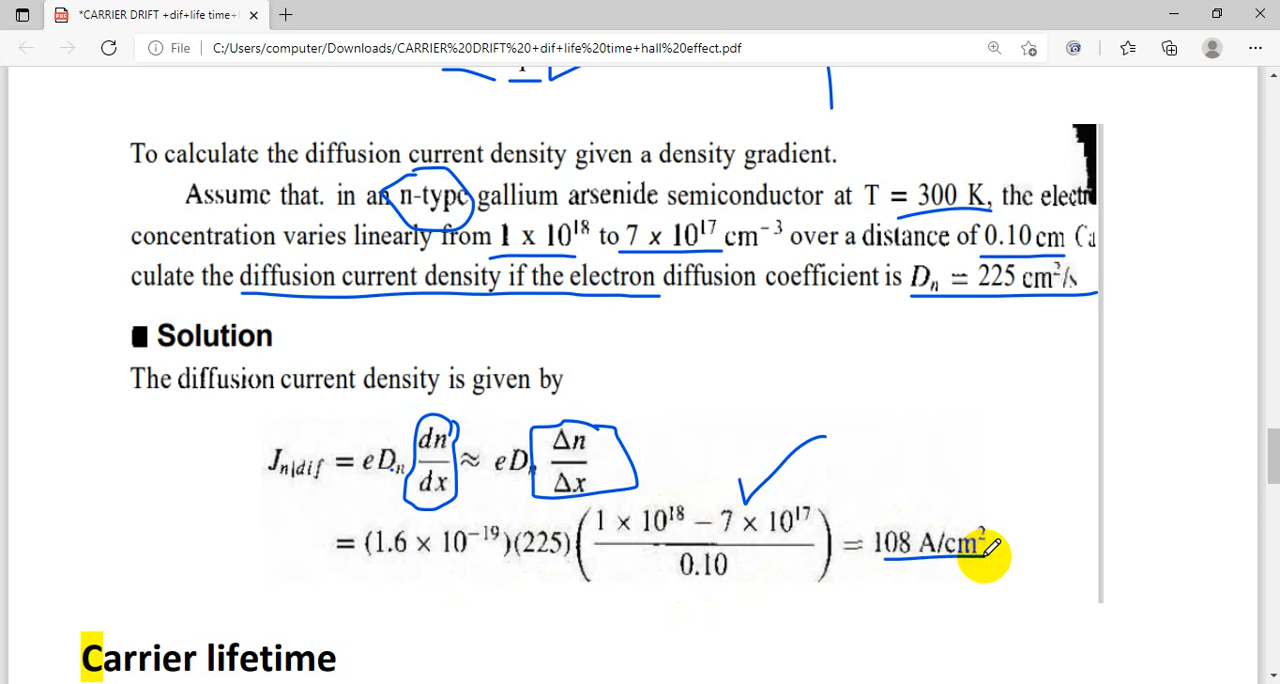 *CARRIER DRIFT +dif+life time+
File C:/Users/computer/Downloads/CARRIER%20DRIFT%20+dif+life%20time+hall%20effect.pdf
To calculate the diffusion current density given a density gradient.
Assume that. in an n-type gallium arsenide semiconductor at T = 300 K, the electr
concentration varies linearly from 1 x 10¹⁸ to 7 x 10¹⁷ cm⁻³ over a distance of 0.10 cm Ca
culate the diffusion current density if the electron diffusion coefficient is Dₙ = 225 cm²/s
■ Solution
The diffusion current density is given by
Jₙ|dif = eDₙ dn/dx ≈ eDₙ Δn/Δx
= (1.6 × 10⁻¹⁹)(225)((1 × 10¹⁸ − 7 × 10¹⁷)/0.10) = 108 A/cm²
Carrier lifetime